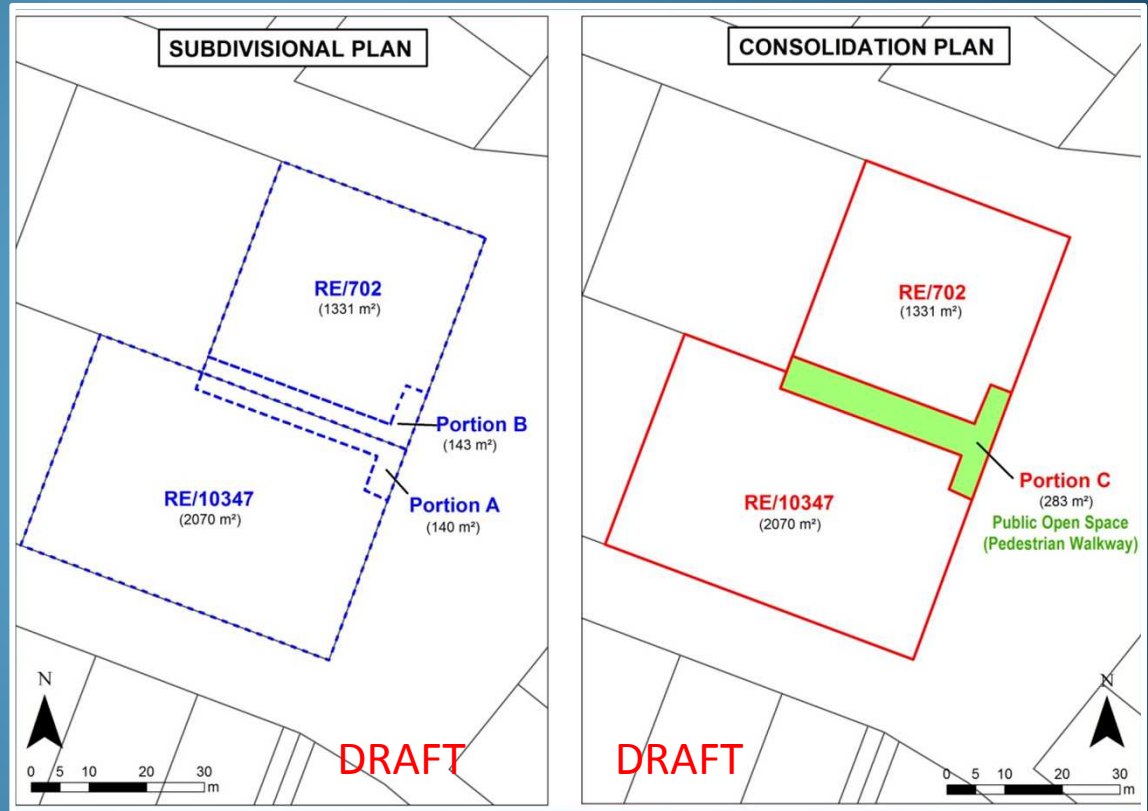 SUBDIVISIONAL PLAN
RE/702
(1331 m²)
Portion B
(143 m²)
RE/10347
(2070 m²)
Portion A
(140 m²)
N
0 5 10 20 30
m
DRAFT
CONSOLIDATION PLAN
RE/702
(1331 m²)
Portion C
(283 m²)
Public Open Space
(Pedestrian Walkway)
RE/10347
(2070 m²)
N
0 5 10 20 30
m
DRAFT